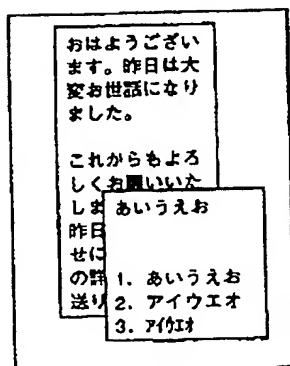 おはようござい
ます。昨日は大
変お世話になり
ました。
これからもよろ
しくお願いいた
しま
昨日
せに
の詳
送り
あいうえお
1. あいうえお
2. アイウエオ
3. ｱｲｳｴｵ